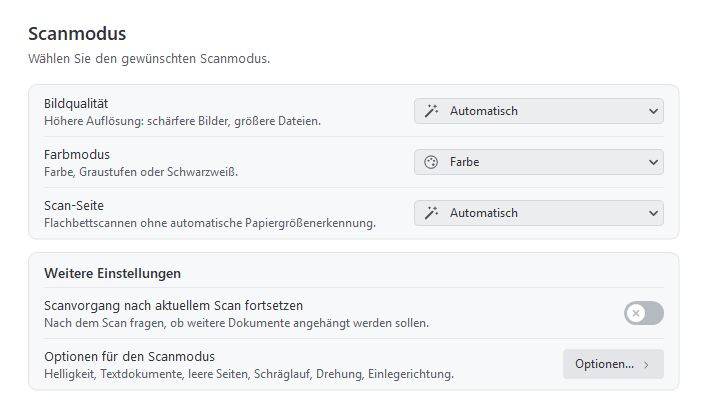 Scanmodus
Wählen Sie den gewünschten Scanmodus.
Bildqualität
Höhere Auflösung: schärfere Bilder, größere Dateien.
Automatisch
Farbmodus
Farbe, Graustufen oder Schwarzweiß.
Farbe
Scan-Seite
Flachbettscannen ohne automatische Papiergrößenerkennung.
Automatisch
Weitere Einstellungen
Scanvorgang nach aktuellem Scan fortsetzen
Nach dem Scan fragen, ob weitere Dokumente angehängt werden sollen.
Optionen für den Scanmodus
Helligkeit, Textdokumente, leere Seiten, Schräglauf, Drehung, Einlegerichtung.
Optionen...